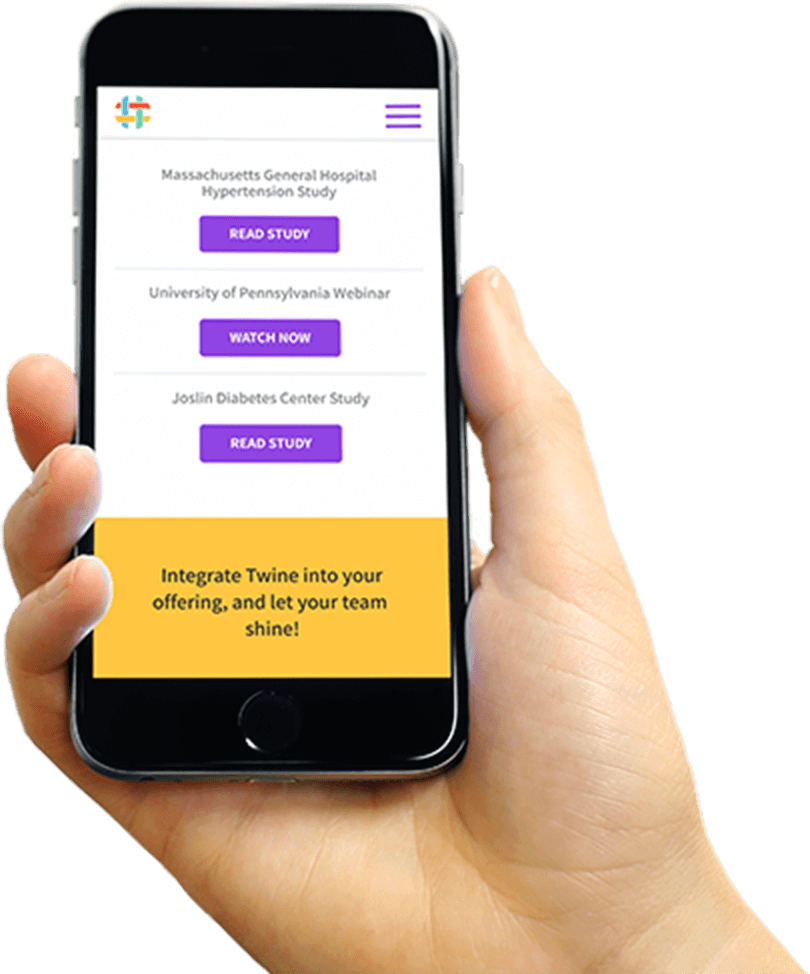 Massachusetts General Hospital
Hypertension Study
READ STUDY
University of Pennsylvania Webinar
WATCH NOW
Joslin Diabetes Center Study
READ STUDY
Integrate Twine into your
offering, and let your team
shine!